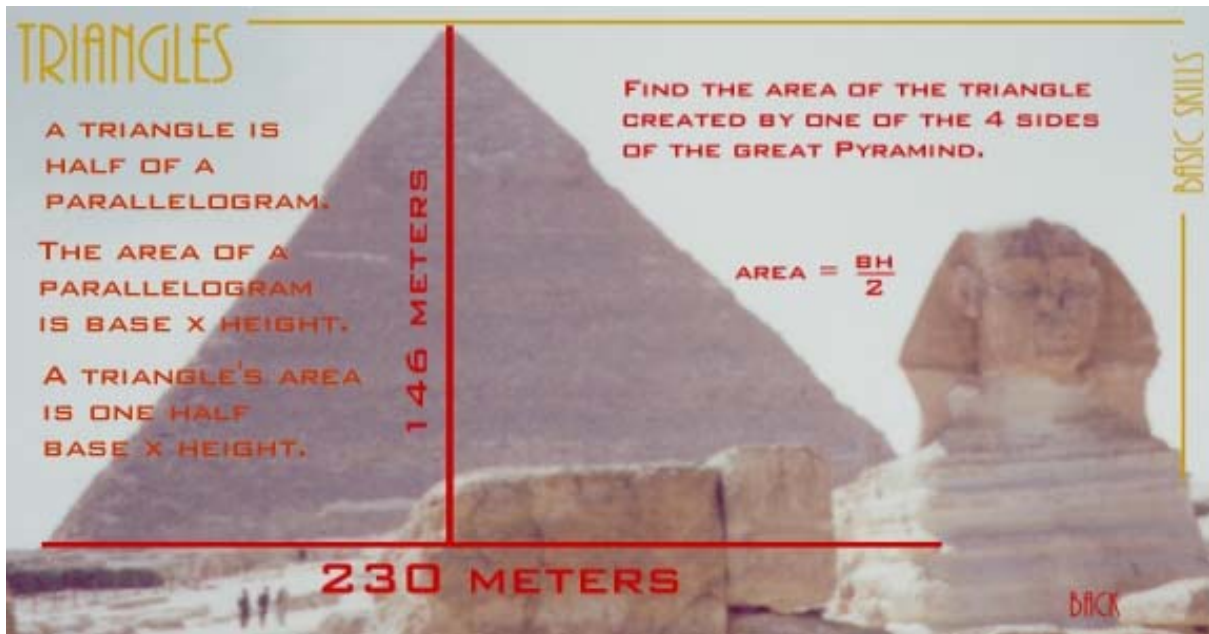 TRIANGLES
A TRIANGLE IS
HALF OF A
PARALLELOGRAM.
THE AREA OF A
PARALLELOGRAM
IS BASE X HEIGHT.
A TRIANGLE'S AREA
IS ONE HALF
BASE X HEIGHT.
146 METERS
230 METERS
FIND THE AREA OF THE TRIANGLE
CREATED BY ONE OF THE 4 SIDES
OF THE GREAT PYRAMIND.
AREA = BH
2
BASIC SKILLS
BACK